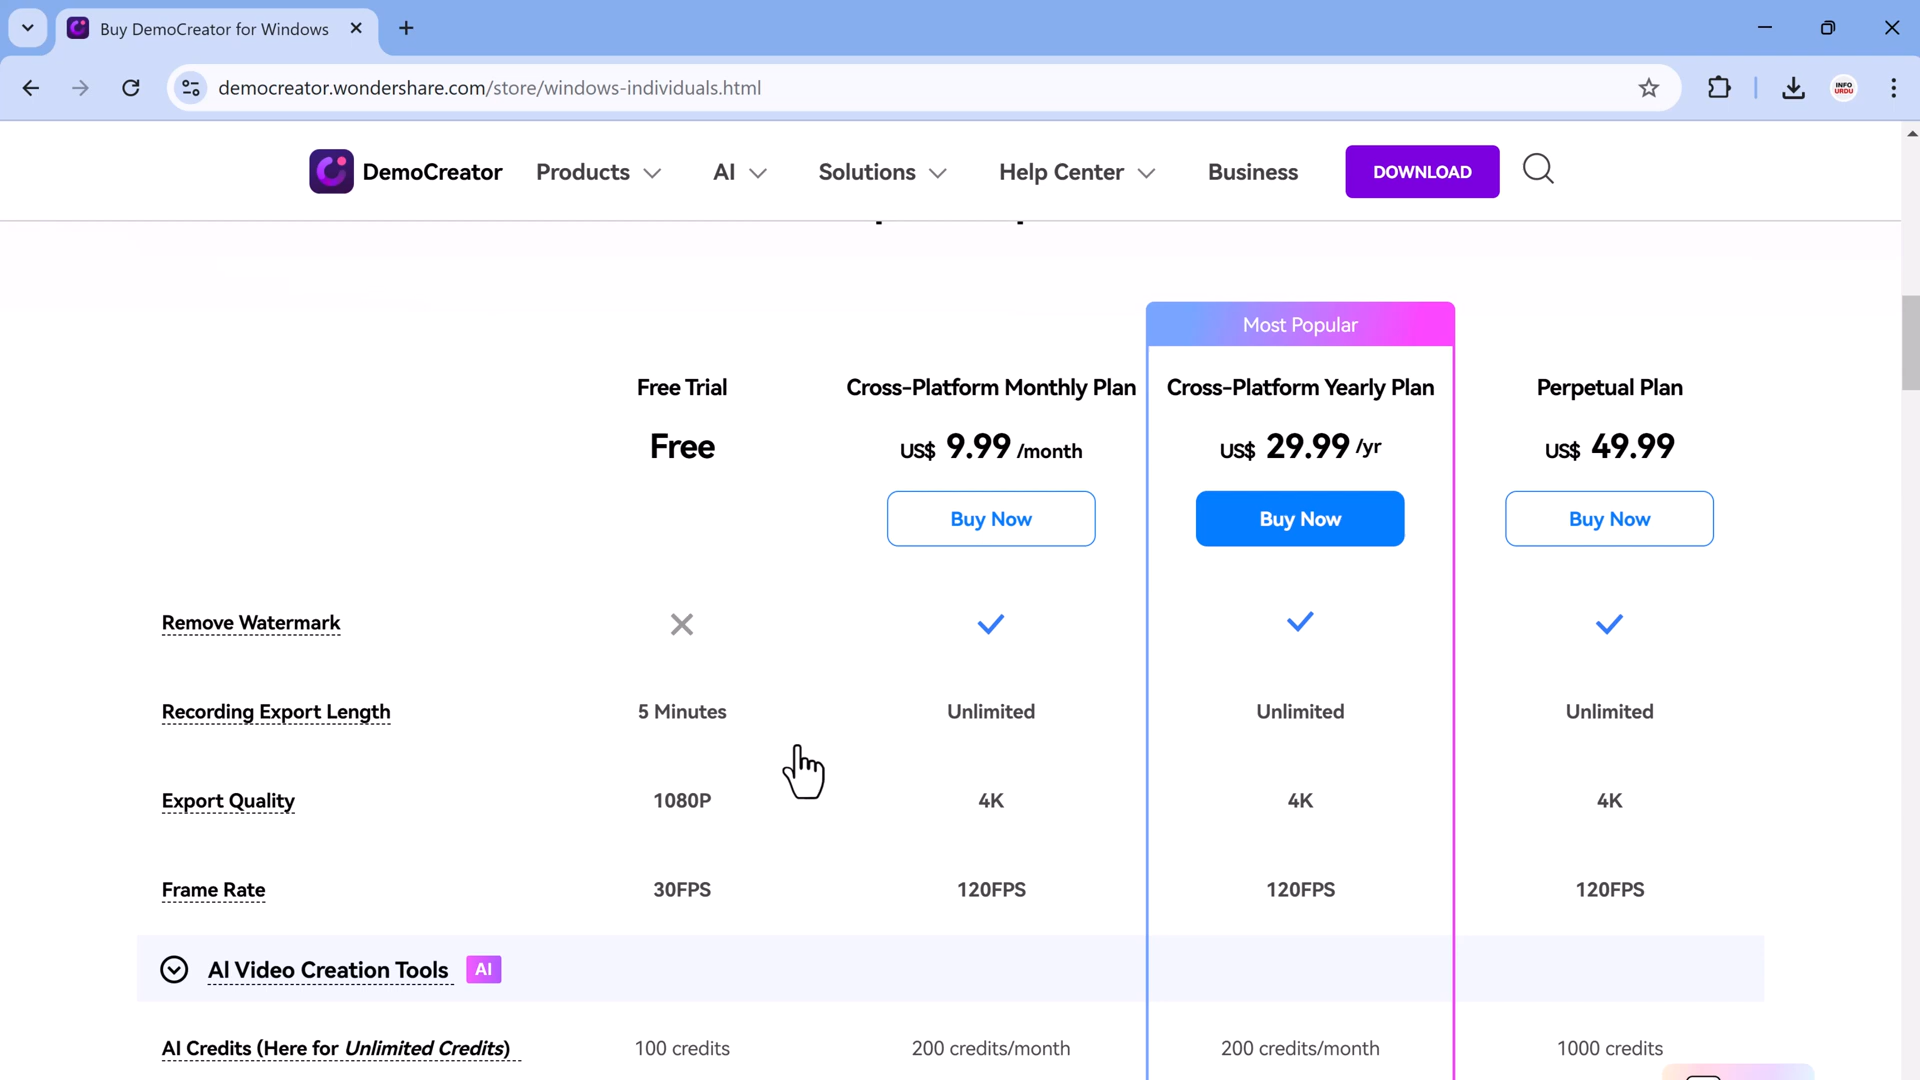 Buy DemoCreator for Windows
democreator.wondershare.com/store/windows-individuals.html
INFO
URDU
DemoCreator Products AI Solutions Help Center Business DOWNLOAD
Most Popular
Free Trial Cross-Platform Monthly Plan Cross-Platform Yearly Plan Perpetual Plan
Free US$ 9.99 /month US$ 29.99 /yr US$ 49.99
Buy Now Buy Now Buy Now
Remove Watermark
Recording Export Length 5 Minutes Unlimited Unlimited Unlimited
Export Quality 1080P 4K 4K 4K
Frame Rate 30FPS 120FPS 120FPS 120FPS
AI Video Creation Tools AI
AI Credits (Here for Unlimited Credits) 100 credits 200 credits/month 200 credits/month 1000 credits